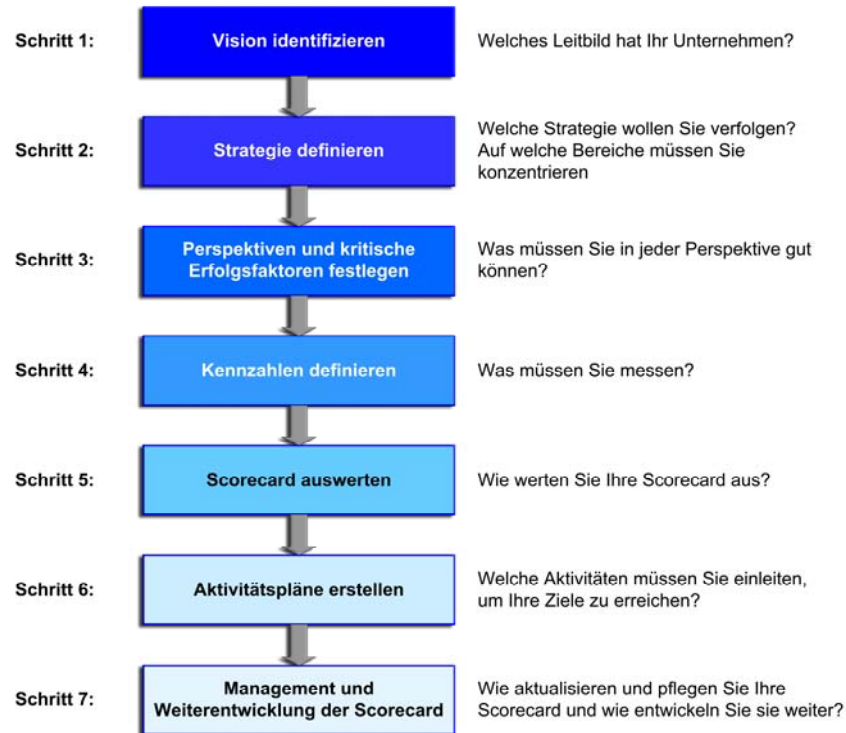 Schritt 1:
Vision identifizieren
Welches Leitbild hat Ihr Unternehmen?
Schritt 2:
Strategie definieren
Welche Strategie wollen Sie verfolgen?
Auf welche Bereiche müssen Sie
konzentrieren
Schritt 3:
Perspektiven und kritische
Erfolgsfaktoren festlegen
Was müssen Sie in jeder Perspektive gut
können?
Schritt 4:
Kennzahlen definieren
Was müssen Sie messen?
Schritt 5:
Scorecard auswerten
Wie werten Sie Ihre Scorecard aus?
Schritt 6:
Aktivitätspläne erstellen
Welche Aktivitäten müssen Sie einleiten,
um Ihre Ziele zu erreichen?
Schritt 7:
Management und
Weiterentwicklung der Scorecard
Wie aktualisieren und pflegen Sie Ihre
Scorecard und wie entwickeln Sie sie weiter?